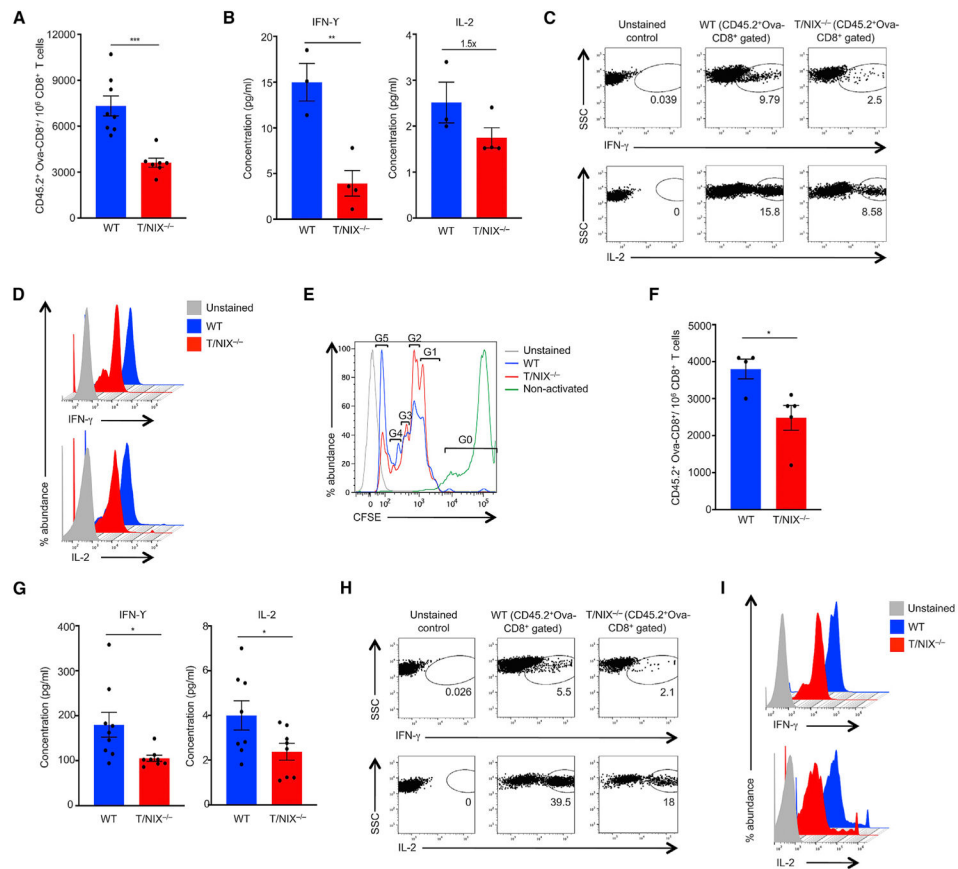 A
CD45.2⁺ Ova-CD8⁺/ 10⁶ CD8⁺ T cells
12000
9000
6000
3000
0
***
WT
T/NIX⁻/⁻
B
IFN-ϒ
Concentration (pg/ml)
20
15
10
5
0
**
WT
T/NIX⁻/⁻
IL-2
Concentration (pg/ml)
4
3
2
1
0
1.5x
WT
T/NIX⁻/⁻
C
Unstained
control
WT (CD45.2⁺Ova-
CD8⁺ gated)
T/NIX⁻/⁻ (CD45.2⁺Ova-
CD8⁺ gated)
SSC
0.039
9.79
2.5
IFN-γ
SSC
0
15.8
8.58
IL-2
D
Unstained
WT
T/NIX⁻/⁻
% abundance
IFN-γ
IL-2
E
% abundance
100
80
60
40
20
0
G5
G2
G1
G4
G3
G0
0
10²
10³
10⁴
10⁵
CFSE
Unstained
WT
T/NIX⁻/⁻
Non-activated
F
CD45.2⁺ Ova-CD8⁺/ 10⁶ CD8⁺ T cells
5000
4000
3000
2000
1000
0
*
WT
T/NIX⁻/⁻
G
IFN-ϒ
Concentration (pg/ml)
400
300
200
100
0
*
WT
T/NIX⁻/⁻
IL-2
Concentration (pg/ml)
8
6
4
2
0
*
WT
T/NIX⁻/⁻
H
Unstained
control
WT (CD45.2⁺Ova-
CD8⁺ gated)
T/NIX⁻/⁻ (CD45.2⁺Ova-
CD8⁺ gated)
SSC
0.026
5.5
2.1
IFN-γ
SSC
0
39.5
18
IL-2
I
Unstained
WT
T/NIX⁻/⁻
% abundance
IFN-γ
IL-2